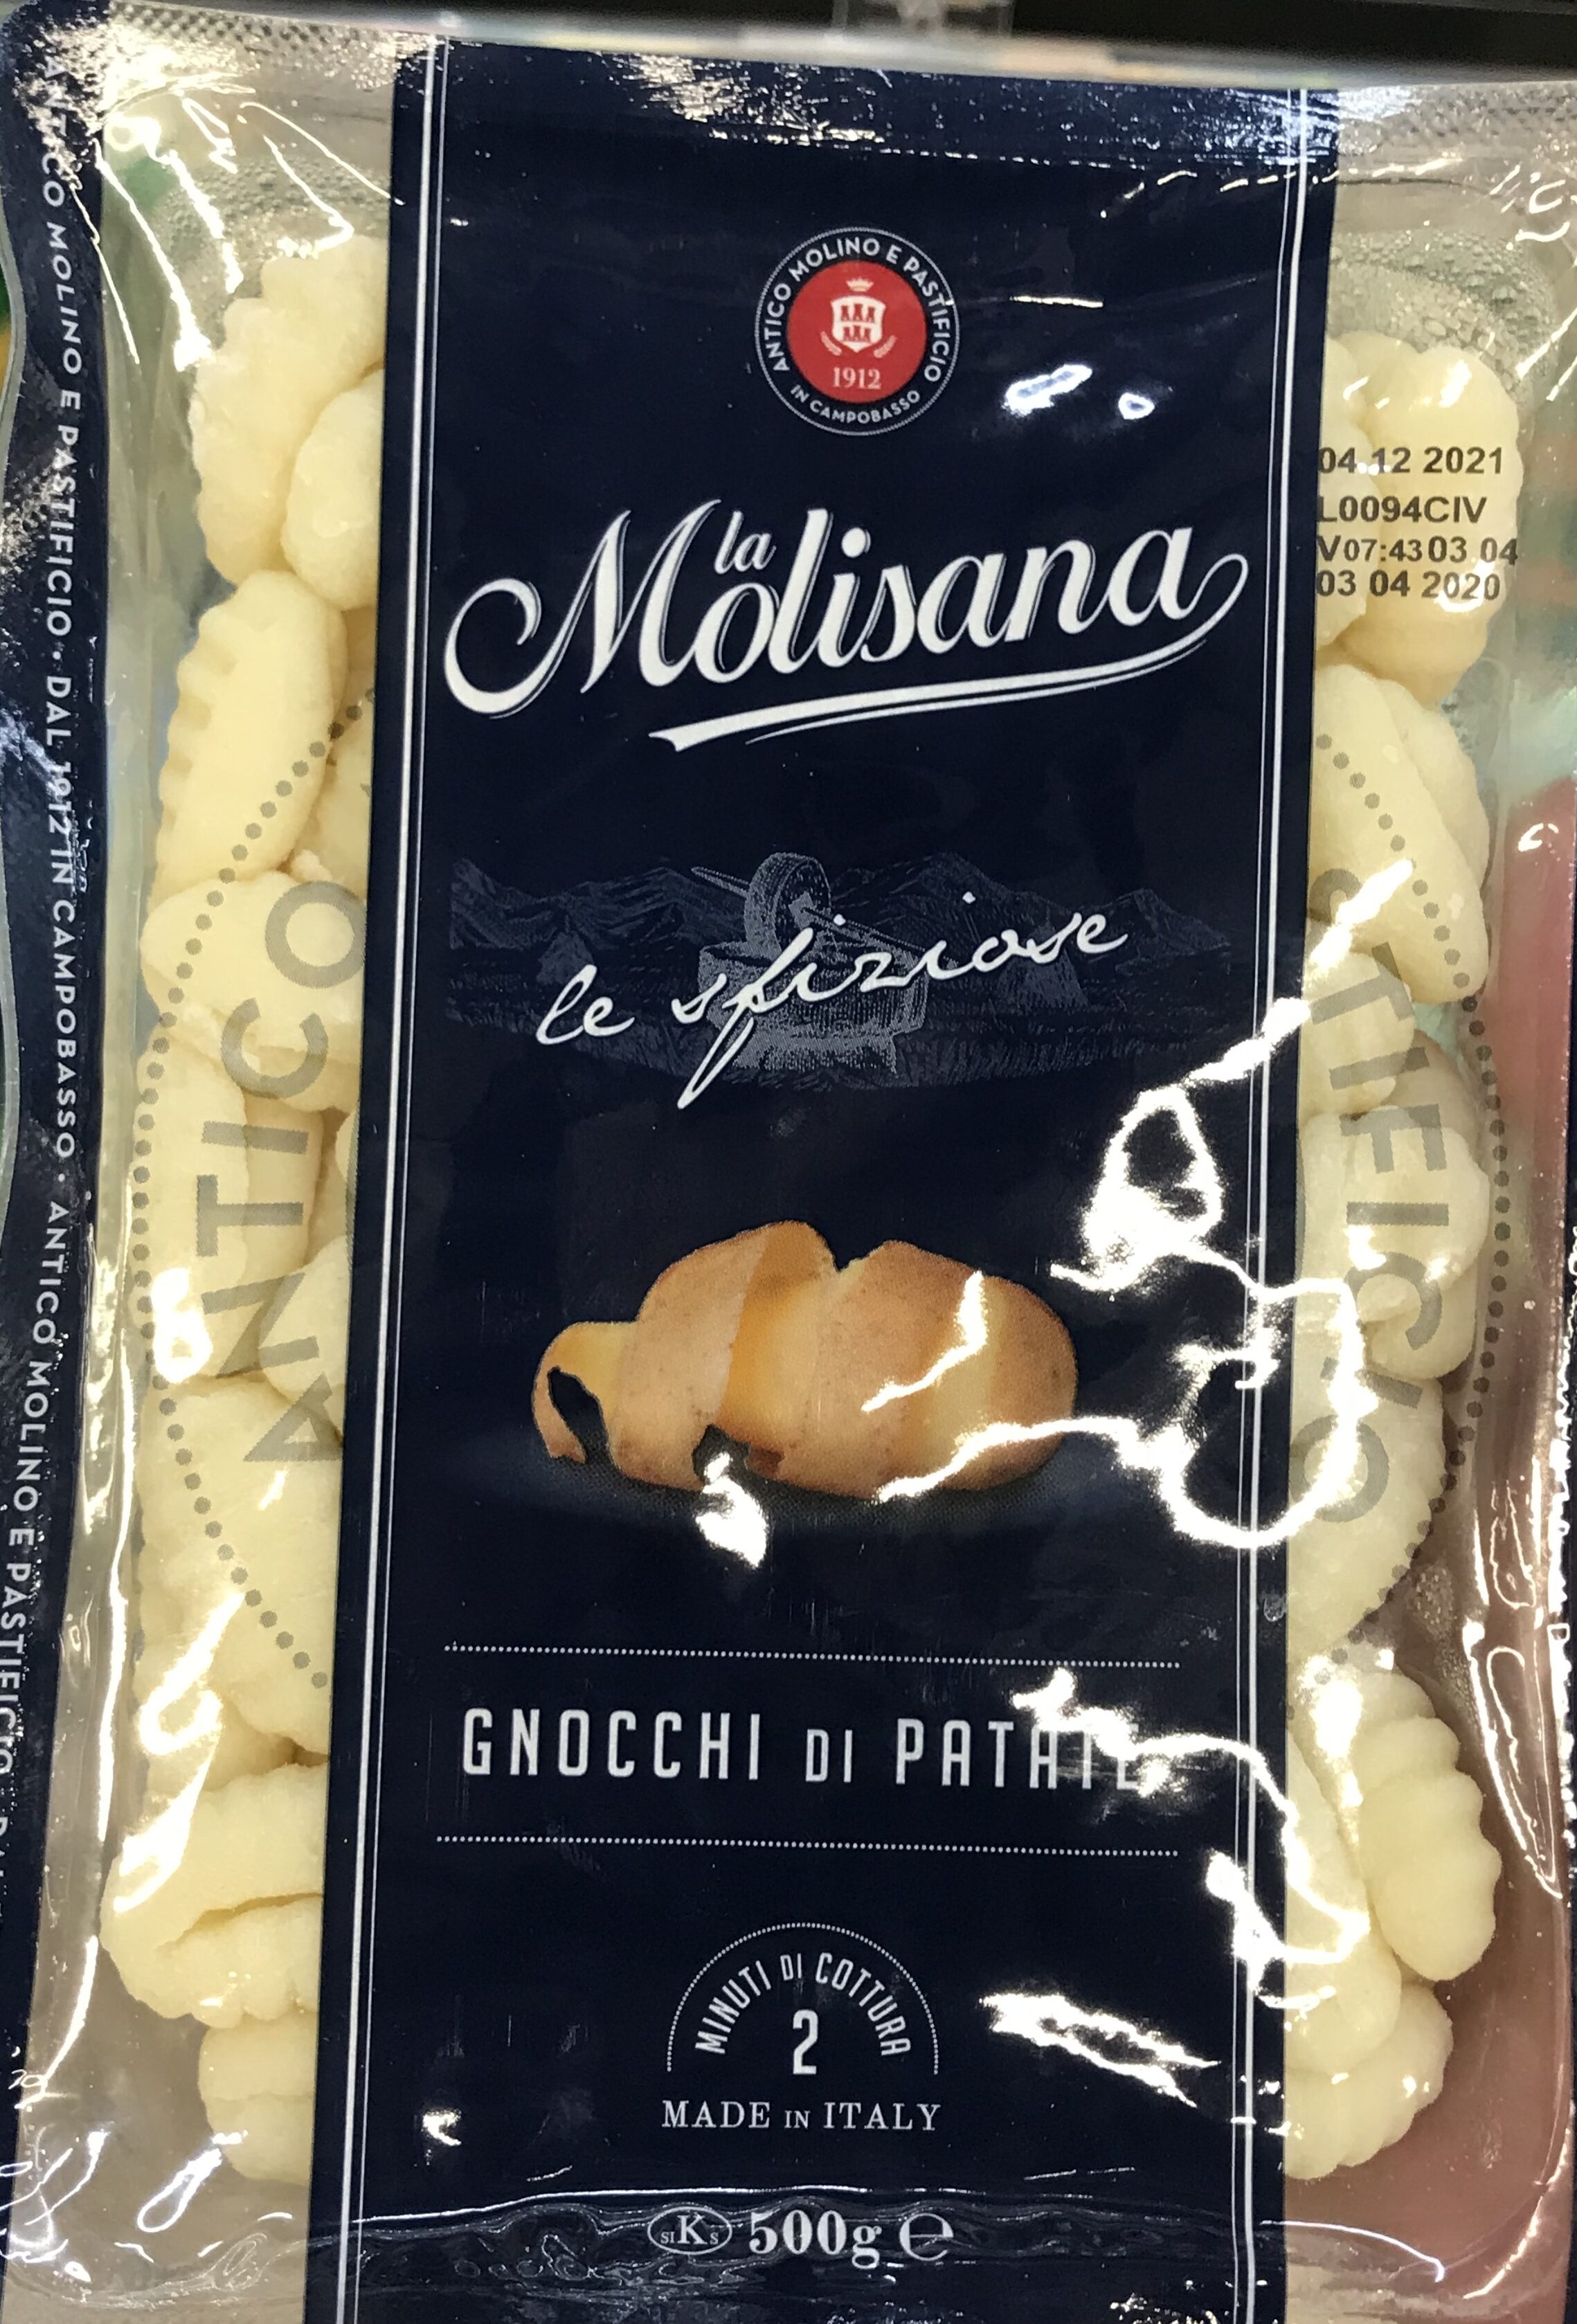 ANTICO MOLINO E PASTIFICIO
1912
IN CAMPOBASSO
la
Molisana
04 12 2021
L0094CIV
V07:43 03 04
03 04 2020
le sfiziose
ANTICO
GNOCCHI DI PATATE
MINUTI DI COTTURA
2
MADE IN ITALY
SIKS 500g ℮
ANTICO MOLINO E PASTIFICIO • DAL 1912 IN CAMPOBASSO • ANTICO MOLINO E PASTIFICIO